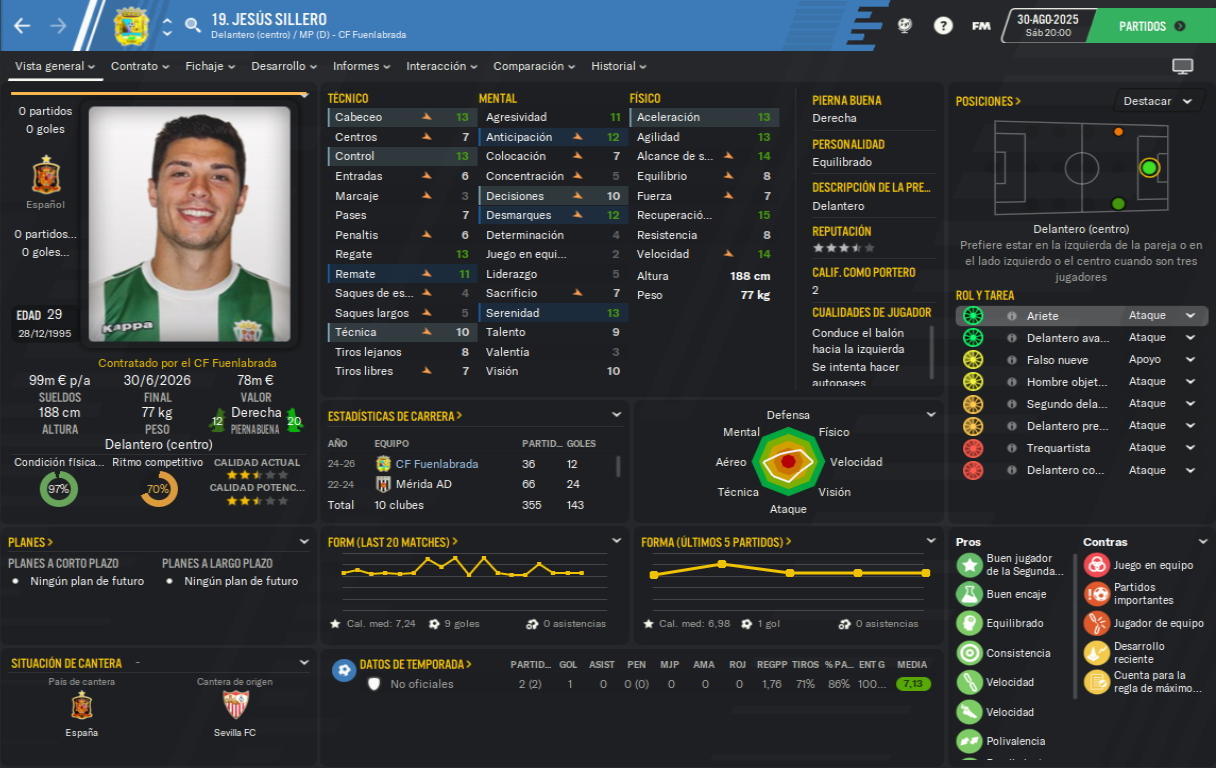 19. JESÚS SILLERO
Delantero (centro) / MP (D) - CF Fuenlabrada
?
FM
30-AGO-2025
Sáb 20:00
PARTIDOS
Vista general
Contrato
Fichaje
Desarrollo
Informes
Interacción
Comparación
Historial
0 partidos
0 goles
Español
0 partidos...
0 goles...
Kappa
EDAD 29
28/12/1995
Contratado por el CF Fuenlabrada
99m € p/a
SUELDOS
30/6/2026
FINAL
78m €
VALOR
188 cm
ALTURA
77 kg
PESO
12
Derecha
PIERNA BUENA
20
Delantero (centro)
Condición física...
97%
Ritmo competitivo
70%
CALIDAD ACTUAL
CALIDAD POTENC...
TÉCNICO
Cabeceo 13
Centros 7
Control 13
Entradas 6
Marcaje 3
Pases 7
Penaltis 6
Regate 13
Remate 11
Saques de es... 4
Saques largos 5
Técnica 10
Tiros lejanos 8
Tiros libres 7
MENTAL
Agresividad 11
Anticipación 12
Colocación 7
Concentración 5
Decisiones 10
Desmarques 12
Determinación 4
Juego en equi... 2
Liderazgo 5
Sacrificio 7
Serenidad 13
Talento 9
Valentía 3
Visión 10
FÍSICO
Aceleración 13
Agilidad 13
Alcance de s... 14
Equilibrio 8
Fuerza 7
Recuperació... 15
Resistencia 8
Velocidad 14
Altura 188 cm
Peso 77 kg
PIERNA BUENA
Derecha
PERSONALIDAD
Equilibrado
DESCRIPCIÓN DE LA PRE...
Delantero
REPUTACIÓN
CALIF. COMO PORTERO
2
CUALIDADES DE JUGADOR
Conduce el balón
hacia la izquierda
Se intenta hacer
autopases
POSICIONES >
Destacar
Delantero (centro)
Prefiere estar en la izquierda de la pareja o en
el lado izquierdo o el centro cuando son tres
jugadores
ROL Y TAREA
Ariete Ataque
Delantero ava... Ataque
Falso nueve Apoyo
Hombre objet... Ataque
Segundo dela... Ataque
Delantero pre... Ataque
Trequartista Ataque
Delantero co... Ataque
ESTADÍSTICAS DE CARRERA >
AÑO EQUIPO PARTID... GOLES
24-26 CF Fuenlabrada 36 12
22-24 Mérida AD 66 24
Total 10 clubes 355 143
Defensa
Mental
Físico
Aéreo
Velocidad
Técnica
Visión
Ataque
PLANES >
PLANES A CORTO PLAZO
Ningún plan de futuro
PLANES A LARGO PLAZO
Ningún plan de futuro
FORM (LAST 20 MATCHES) >
Cal. med: 7,24
9 goles
0 asistencias
FORMA (ÚLTIMOS 5 PARTIDOS) >
Cal. med: 6,98
1 gol
0 asistencias
Pros
Buen jugador
de la Segunda...
Buen encaje
Equilibrado
Consistencia
Velocidad
Velocidad
Polivalencia
Contras
Juego en equipo
Partidos
importantes
Jugador de equipo
Desarrollo
reciente
Cuenta para la
regla de máximo...
SITUACIÓN DE CANTERA -
País de cantera
España
Cantera de origen
Sevilla FC
DATOS DE TEMPORADA >
PARTID... GOL ASIST PEN MJP AMA ROJ REGPP TIROS % PA... ENT G MEDIA
No oficiales 2 (2) 1 0 0 (0) 0 0 0 1,76 71% 86% 100... 7,13